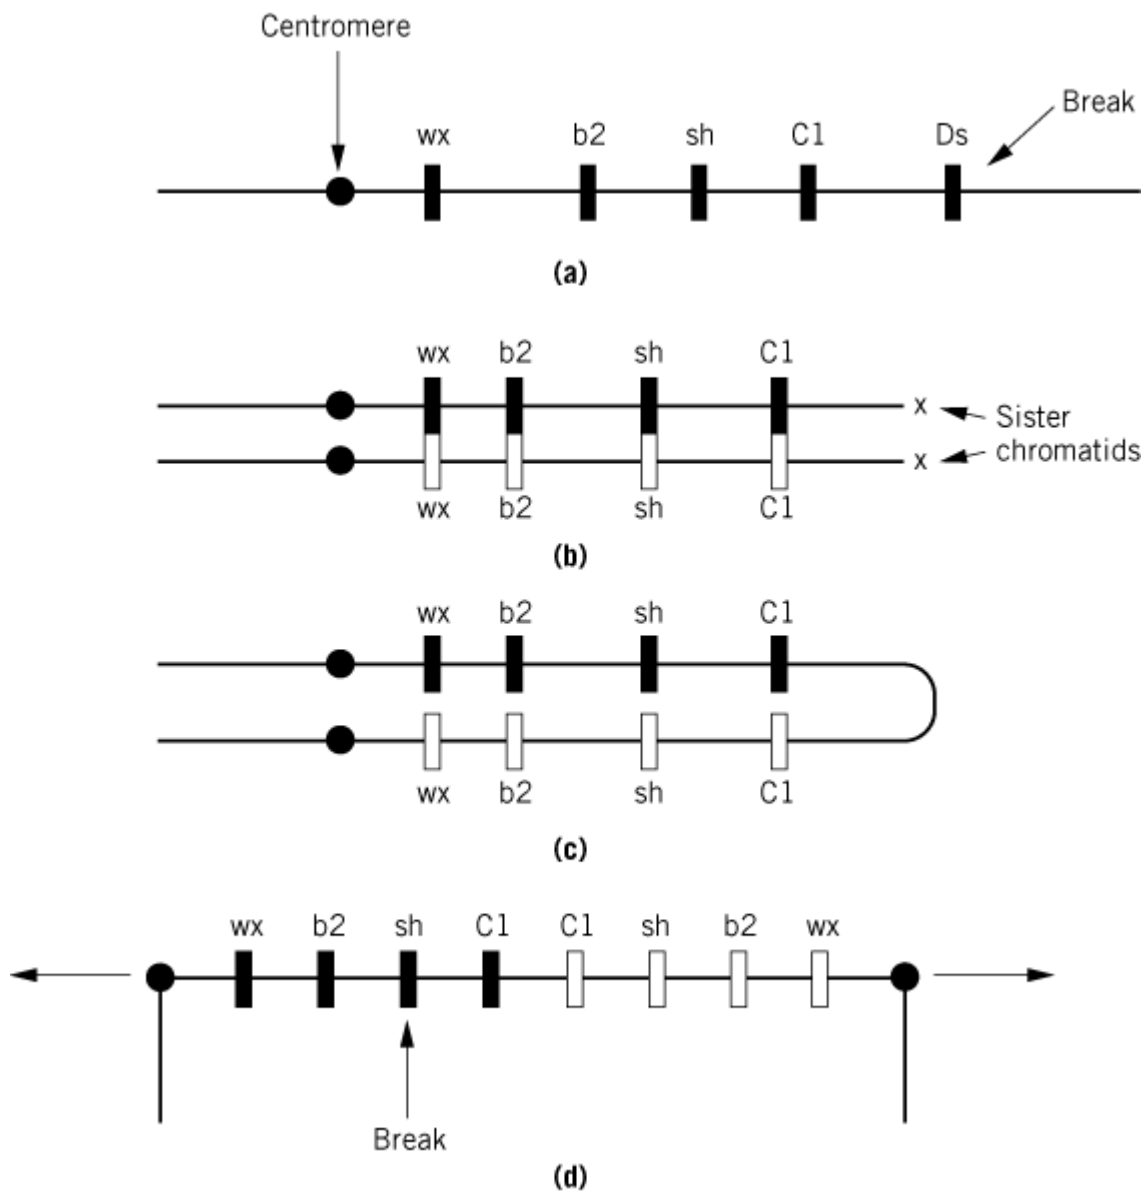 Centromere
Break
wx b2 sh C1 Ds
(a)
wx b2 sh C1
x
Sister
chromatids
x
wx b2 sh C1
(b)
wx b2 sh C1
wx b2 sh C1
(c)
wx b2 sh C1 C1 sh b2 wx
Break
(d)